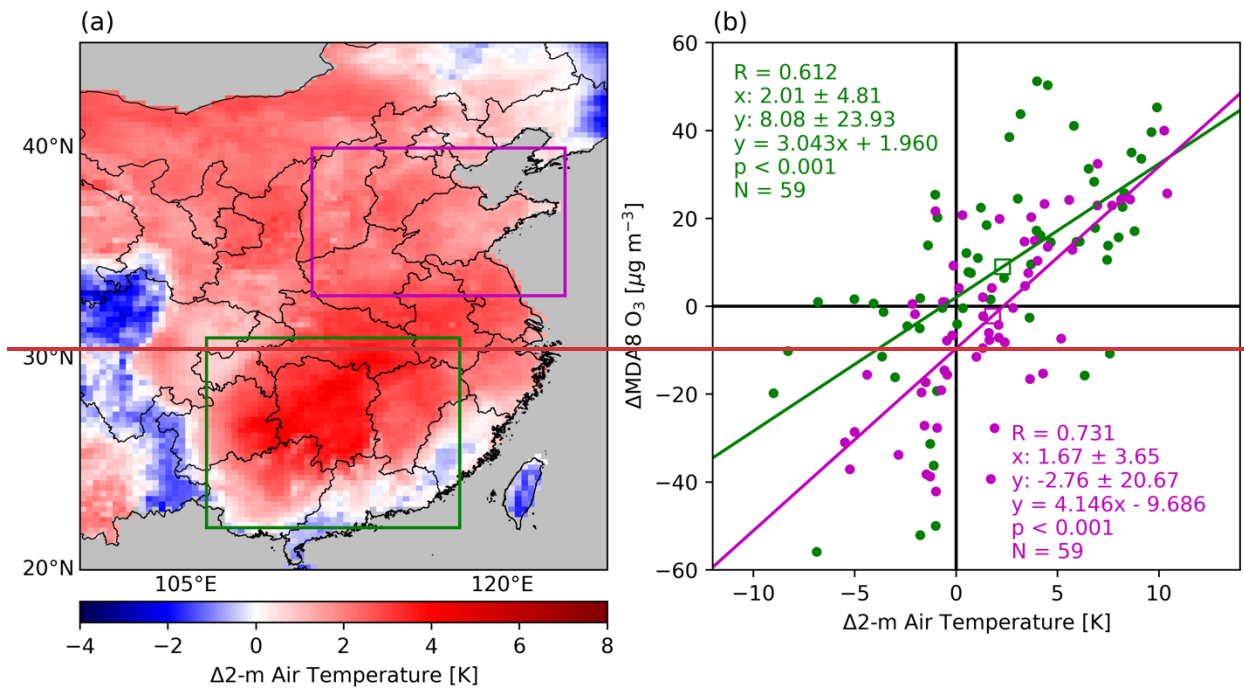 (a)
40°N
30°N
20°N
105°E
120°E
−4
−2
0
2
4
6
8
Δ2-m Air Temperature [K]
(b)
60
40
20
0
−20
−40
−60
ΔMDA8 O₃ [μg m⁻³]
R = 0.612
x: 2.01 ± 4.81
y: 8.08 ± 23.93
y = 3.043x + 1.960
p < 0.001
N = 59
R = 0.731
x: 1.67 ± 3.65
y: -2.76 ± 20.67
y = 4.146x - 9.686
p < 0.001
N = 59
−10
−5
0
5
10
Δ2-m Air Temperature [K]